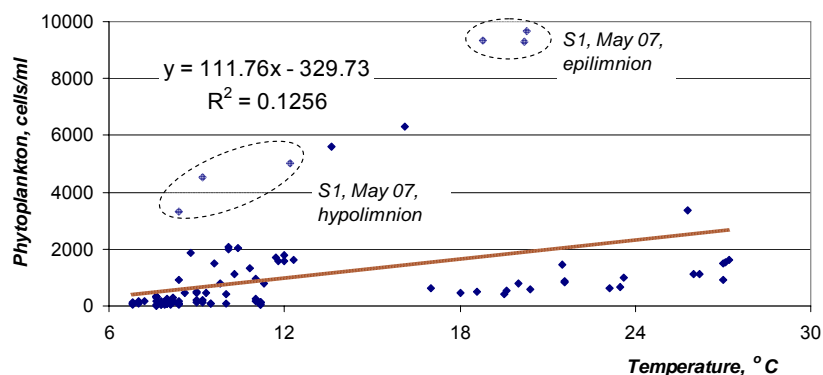 Phytoplankton, cells/ml
10000
8000
6000
4000
2000
0
y = 111.76x - 329.73
R² = 0.1256
S1, May 07,
epilimnion
S1, May 07,
hypolimnion
6 12 18 24 30
Temperature, °C